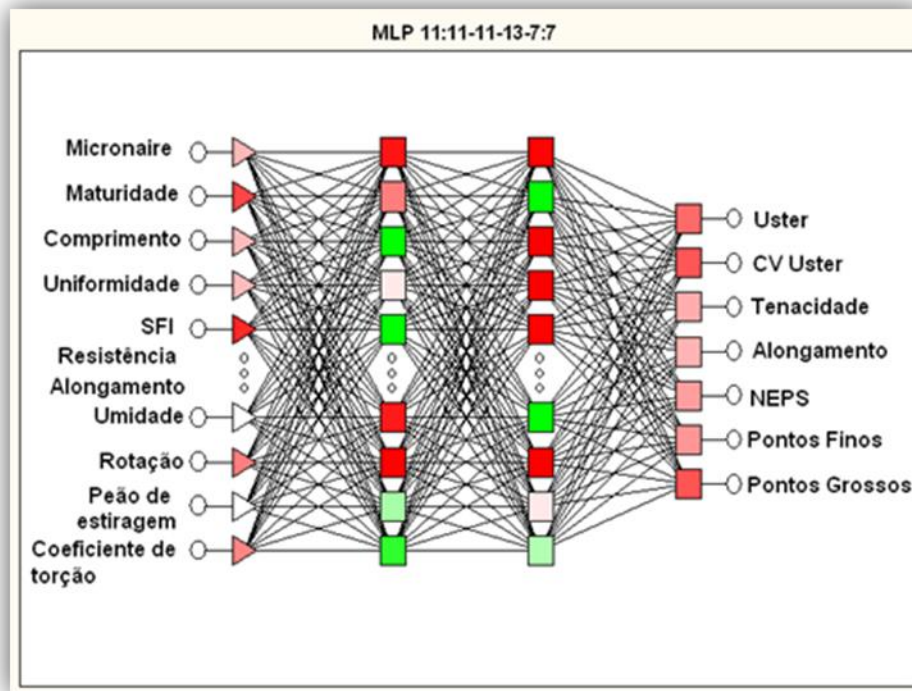 MLP 11:11-11-13-7:7
Micronaire
Maturidade
Comprimento
Uniformidade
SFI
Resistência
Alongamento
Umidade
Rotação
Peão de
estiragem
Coeficiente de
torção
Uster
CV Uster
Tenacidade
Alongamento
NEPS
Pontos Finos
Pontos Grossos